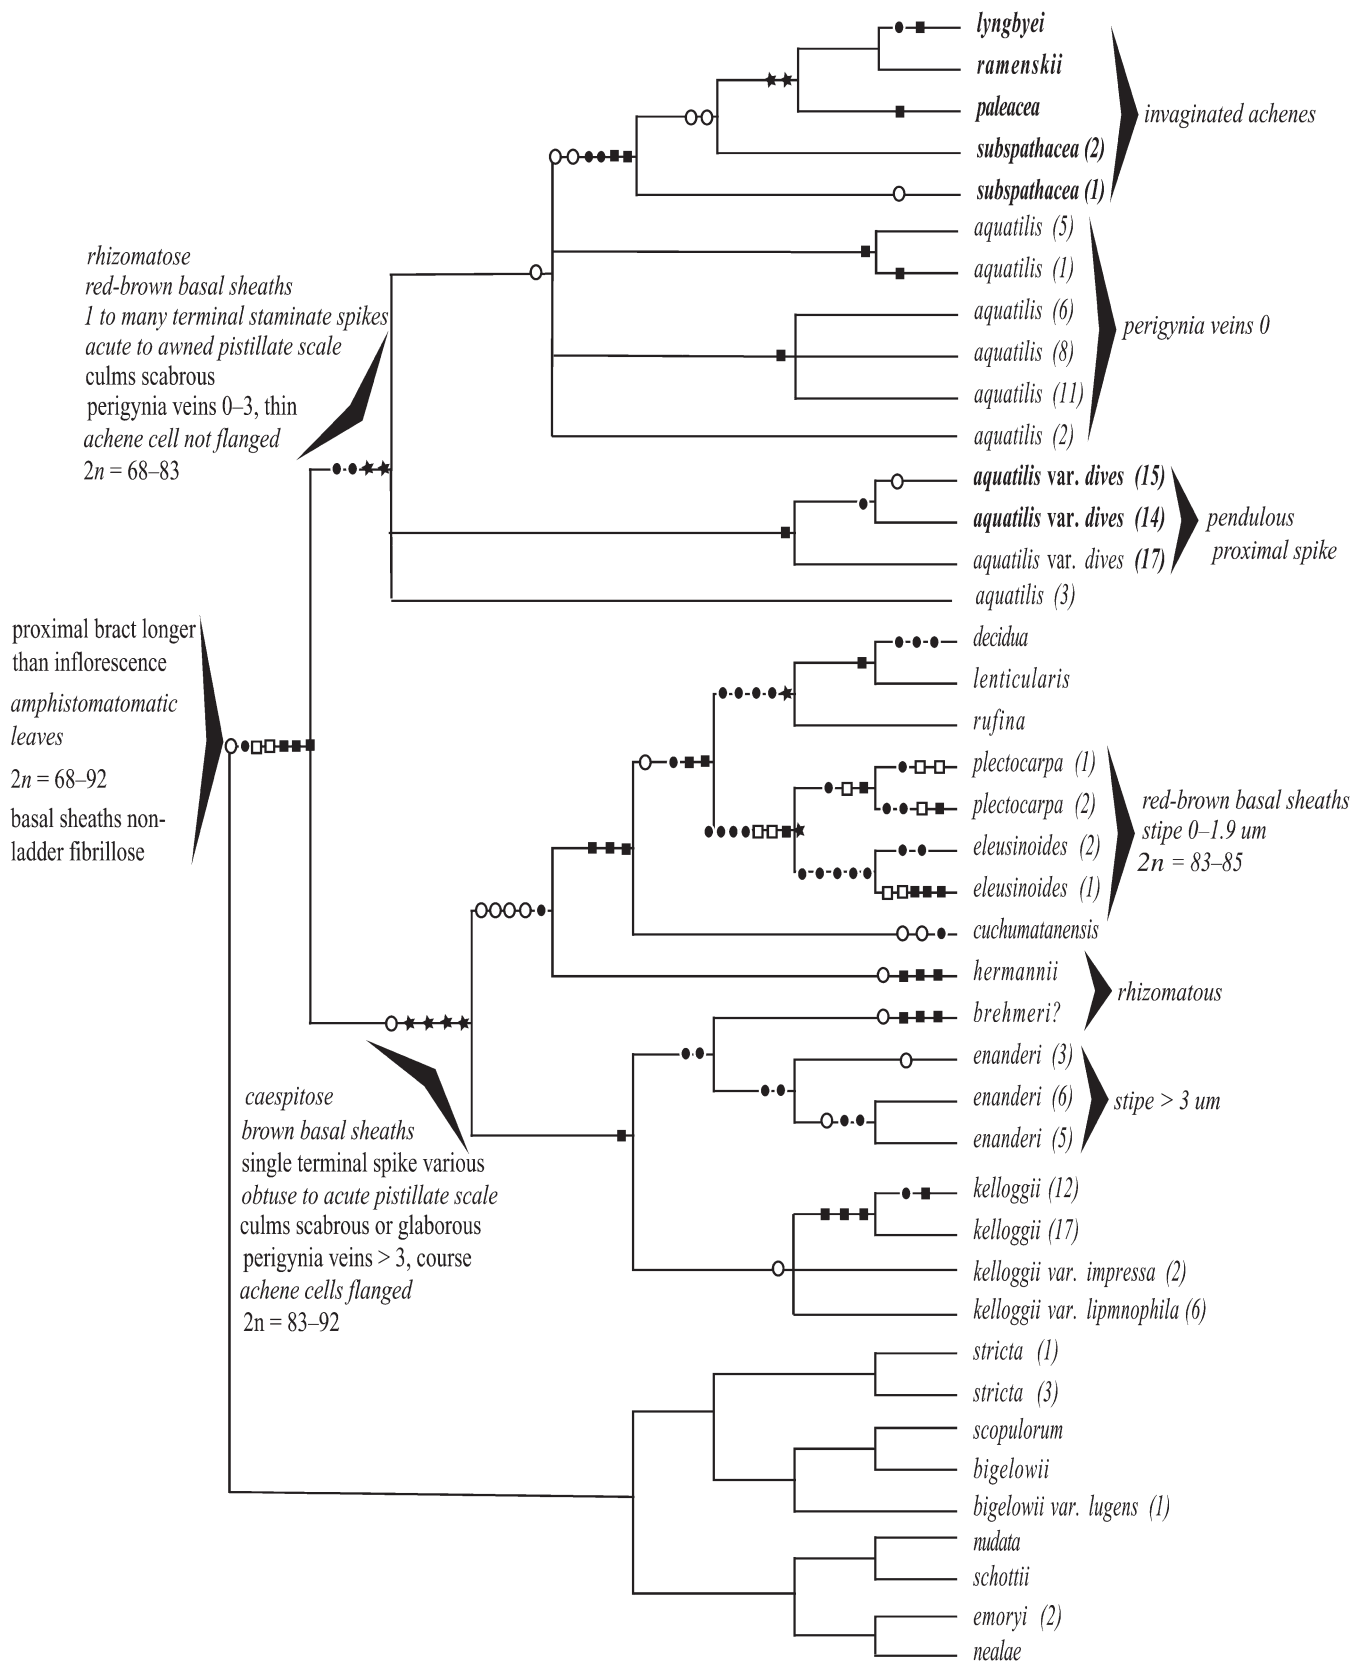 lyngbyei
ramenskii
paleacea
subspathacea (2)
subspathacea (1)
invaginated achenes
aquatilis (5)
aquatilis (1)
aquatilis (6)
aquatilis (8)
aquatilis (11)
aquatilis (2)
perigynia veins 0
rhizomatose
red-brown basal sheaths
1 to many terminal staminate spikes
acute to awned pistillate scale
culms scabrous
perigynia veins 0–3, thin
achene cell not flanged
2n = 68–83
aquatilis var. dives (15)
aquatilis var. dives (14)
aquatilis var. dives (17)
pendulous
proximal spike
aquatilis (3)
proximal bract longer
than inflorescence
amphistomatomatic
leaves
2n = 68–92
basal sheaths non-
ladder fibrillose
decidua
lenticularis
rufina
plectocarpa (1)
plectocarpa (2)
eleusinoides (2)
eleusinoides (1)
red-brown basal sheaths
stipe 0–1.9 um
2n = 83–85
cuchumatanensis
hermannii
brehmeri?
rhizomatous
enanderi (3)
enanderi (6)
enanderi (5)
stipe > 3 um
caespitose
brown basal sheaths
single terminal spike various
obtuse to acute pistillate scale
culms scabrous or glaborous
perigynia veins > 3, course
achene cells flanged
2n = 83–92
kelloggii (12)
kelloggii (17)
kelloggii var. impressa (2)
kelloggii var. lipmnophila (6)
stricta (1)
stricta (3)
scopulorum
bigelowii
bigelowii var. lugens (1)
nudata
schottii
emoryi (2)
nealae